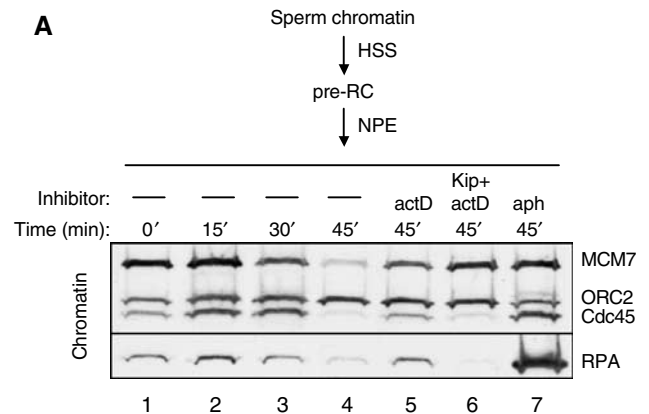 A
Sperm chromatin
HSS
pre-RC
NPE
Kip+
Inhibitor: — — — — actD actD aph
Time (min): 0′ 15′ 30′ 45′ 45′ 45′ 45′
MCM7
ORC2
Cdc45
Chromatin
RPA
1 2 3 4 5 6 7